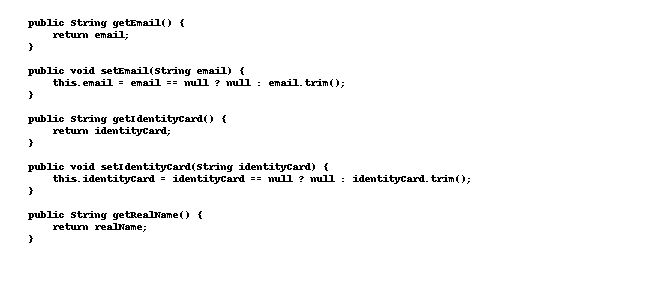 public String getEmail() {
return email;
}
public void setEmail(String email) {
this.email = email == null ? null : email.trim();
}
public String getIdentityCard() {
return identityCard;
}
public void setIdentityCard(String identityCard) {
this.identityCard = identityCard == null ? null : identityCard.trim();
}
public String getRealName() {
return realName;
}